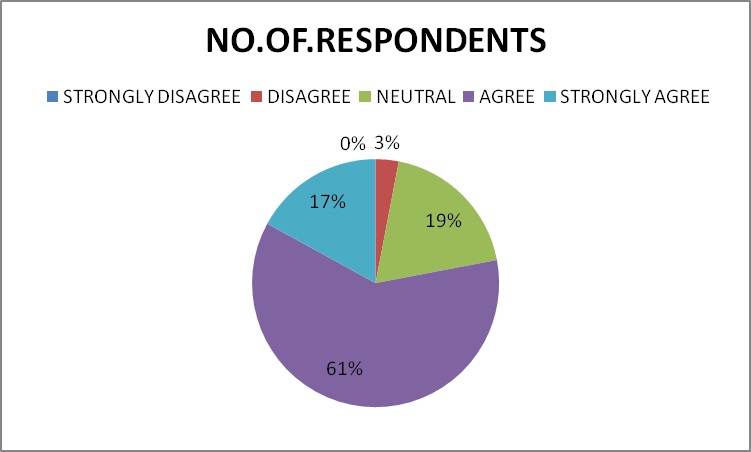 NO.OF.RESPONDENTS
STRONGLY DISAGREE DISAGREE NEUTRAL AGREE STRONGLY AGREE
0% 3%
17%
19%
61%